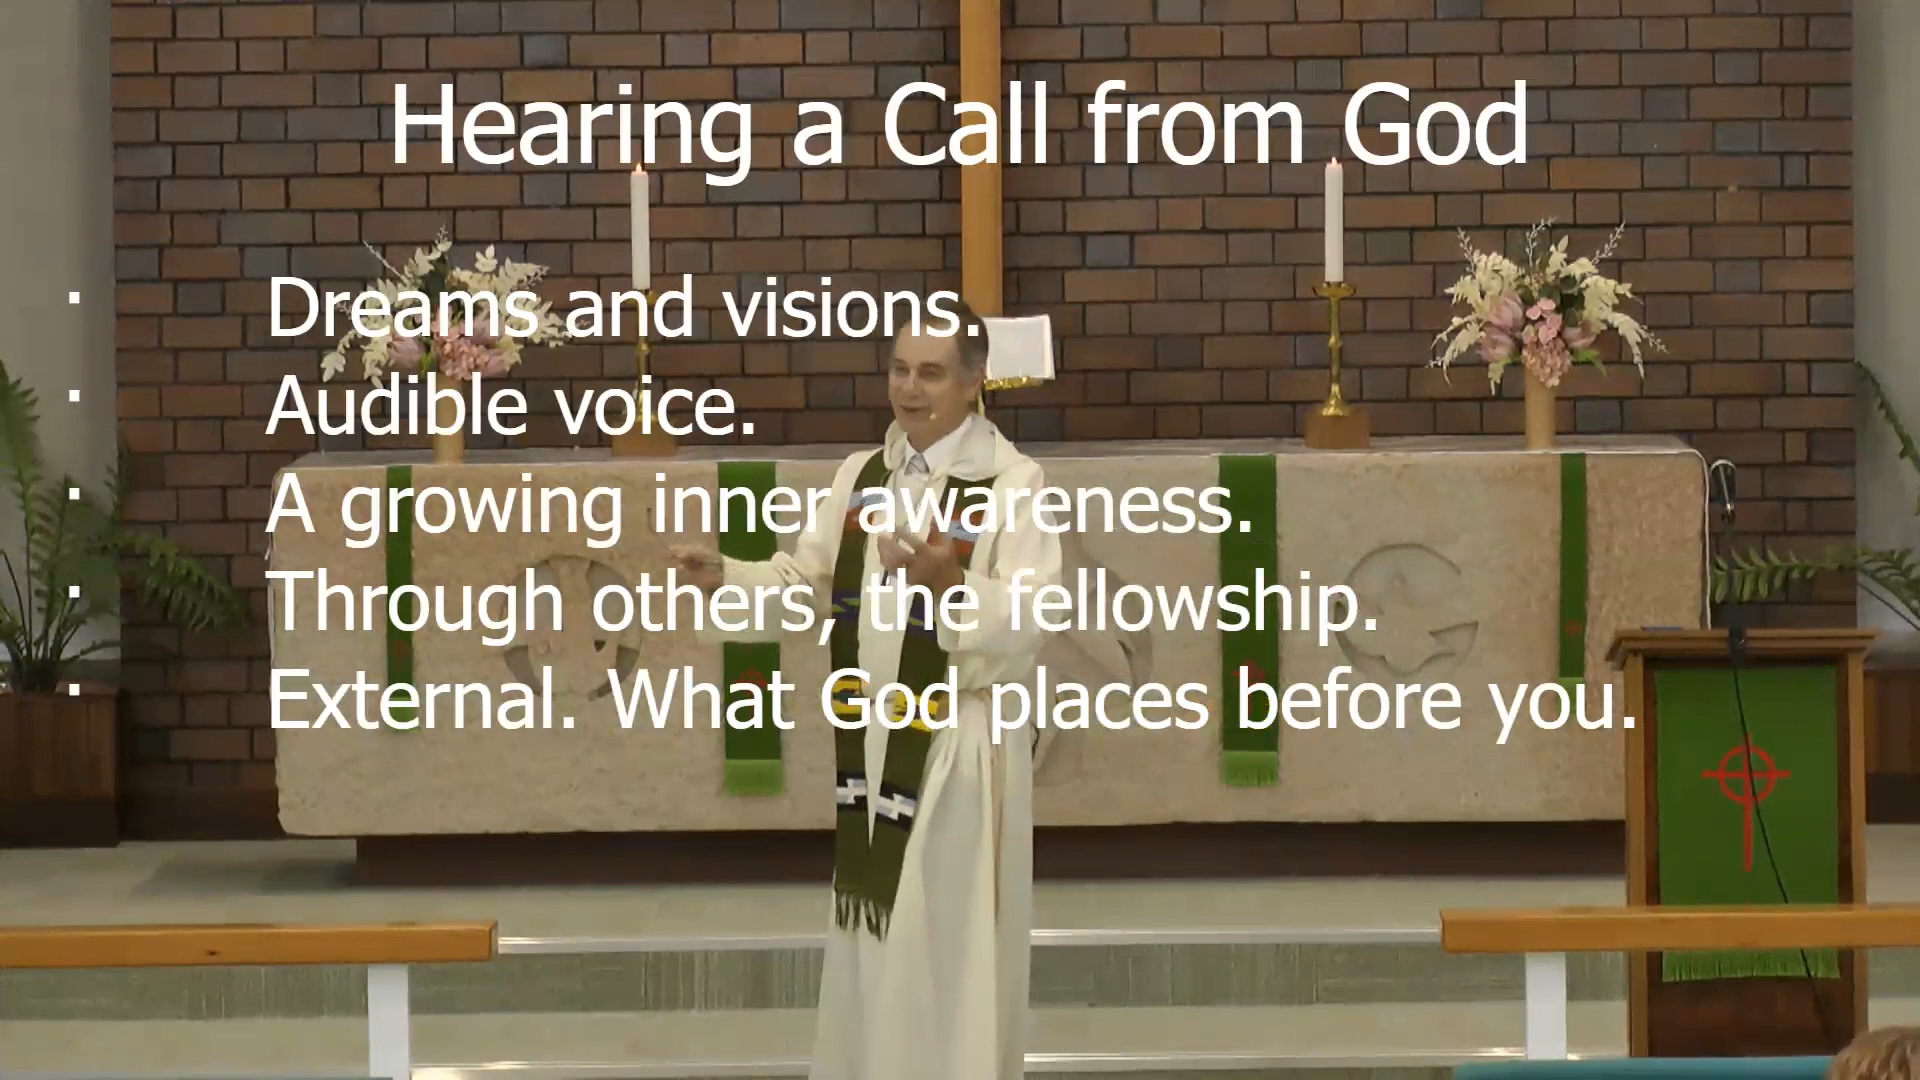 Hearing a Call from God
· Dreams and visions.
· Audible voice.
· A growing inner awareness.
· Through others, the fellowship.
· External. What God places before you.